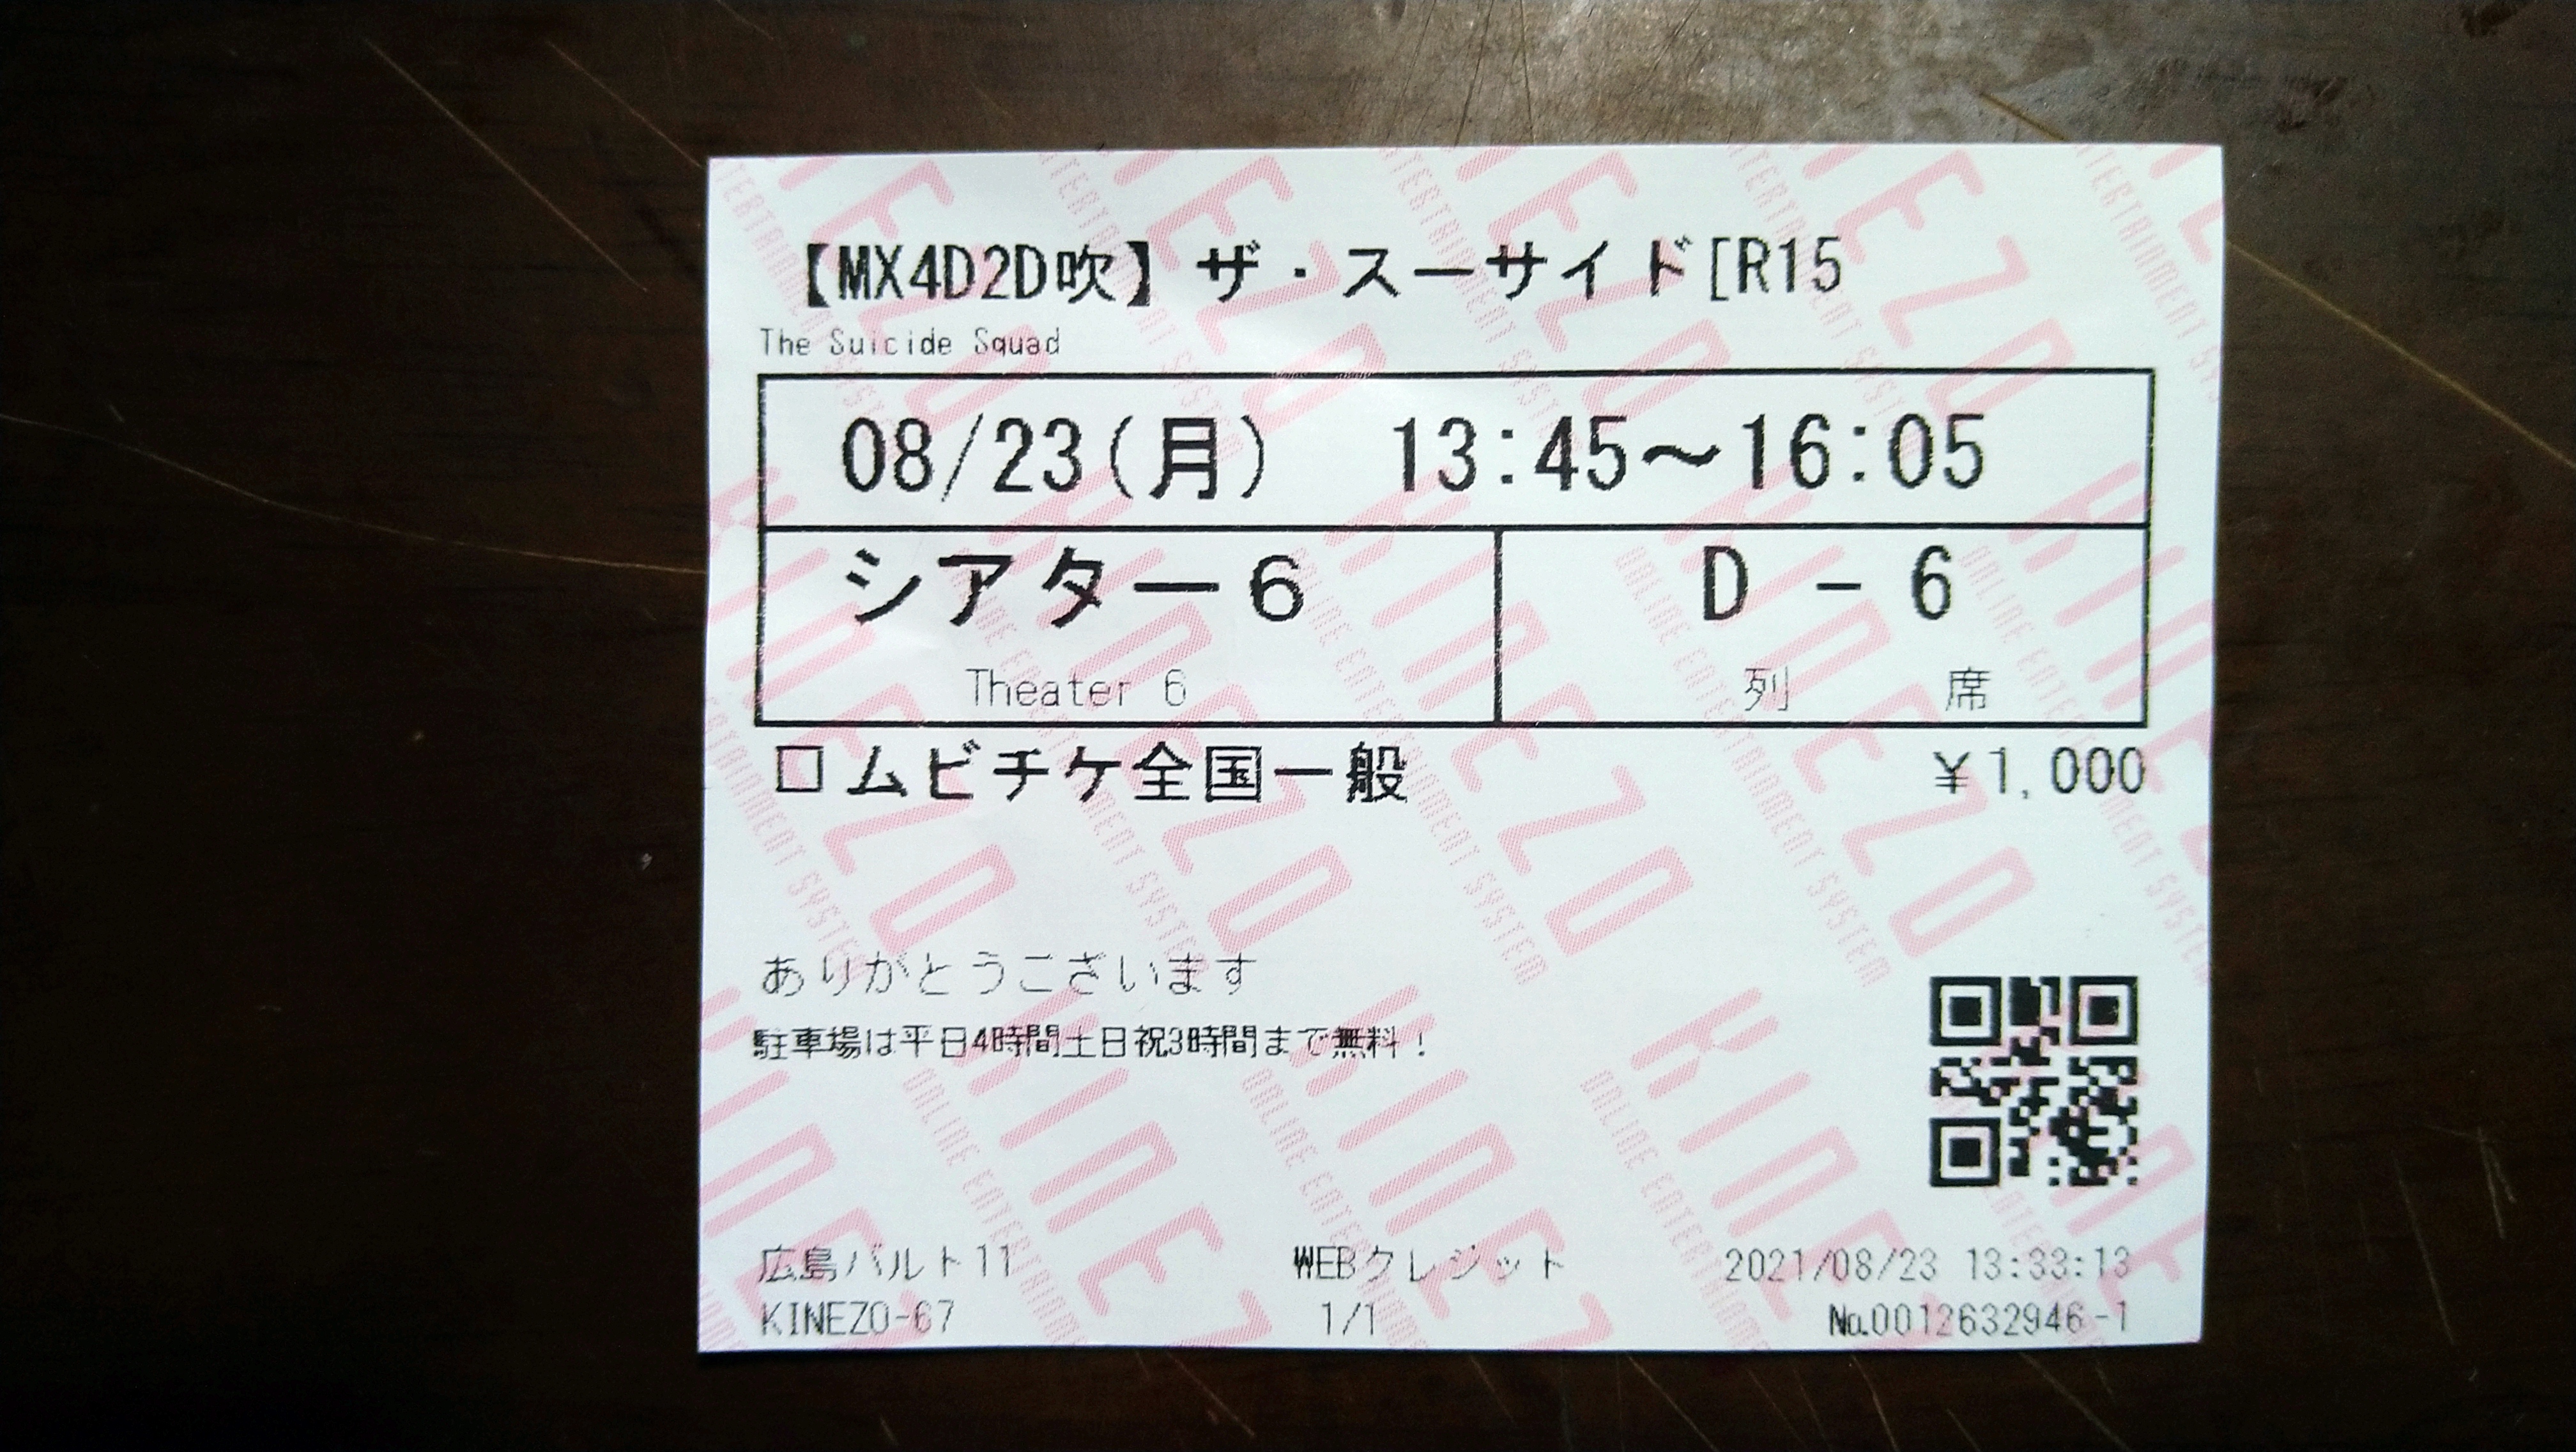 【MX4D2D吹】ザ・スーサイド[R15
The Suicide Squad
08/23(月) 13:45～16:05
シアター6
D - 6
Theater 6
列 席
□ムビチケ全国一般 ¥1,000
ありがとうございます
駐車場は平日4時間土日祝3時間まで無料!
広島バルト11 WEBクレジット 2021/08/23 13:33:13
KINEZO-67 1/1 No.0012632946-1
KINEZO
ONLINE ENTERTAINMENT SYSTEM